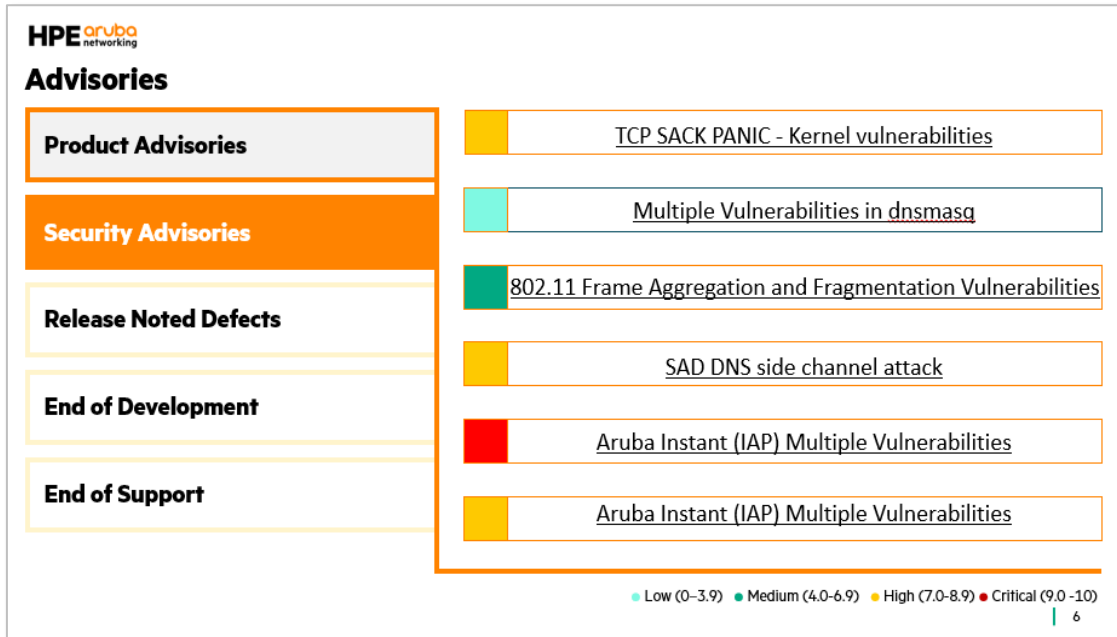 HPE aruba
networking
Advisories
Product Advisories
Security Advisories
Release Noted Defects
End of Development
End of Support
TCP SACK PANIC - Kernel vulnerabilities
Multiple Vulnerabilities in dnsmasq
802.11 Frame Aggregation and Fragmentation Vulnerabilities
SAD DNS side channel attack
Aruba Instant (IAP) Multiple Vulnerabilities
Aruba Instant (IAP) Multiple Vulnerabilities
Low (0–3.9) Medium (4.0-6.9) High (7.0-8.9) Critical (9.0 -10)
6